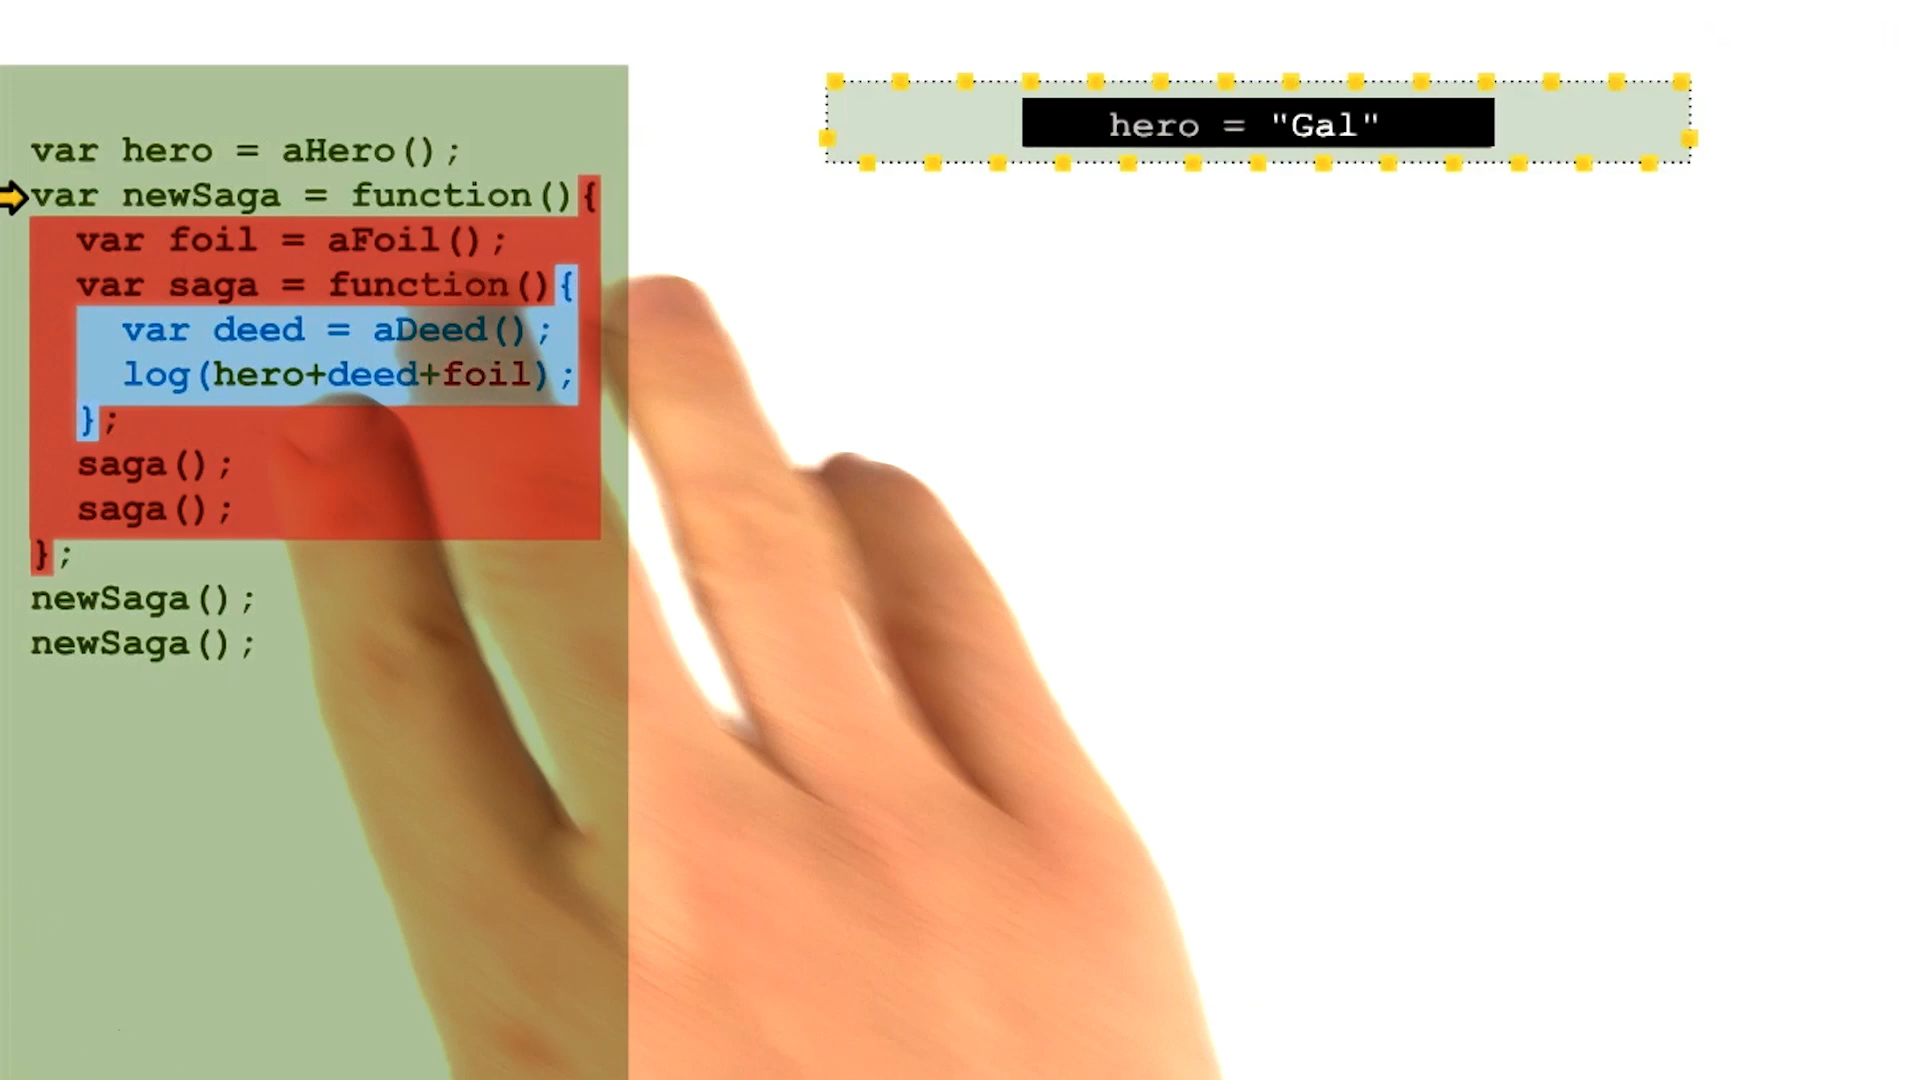 var hero = aHero();
var newSaga = function(){
var foil = aFoil();
var saga = function(){
var deed = aDeed();
log(hero+deed+foil);
};
saga();
saga();
};
newSaga();
newSaga();
hero = "Gal"